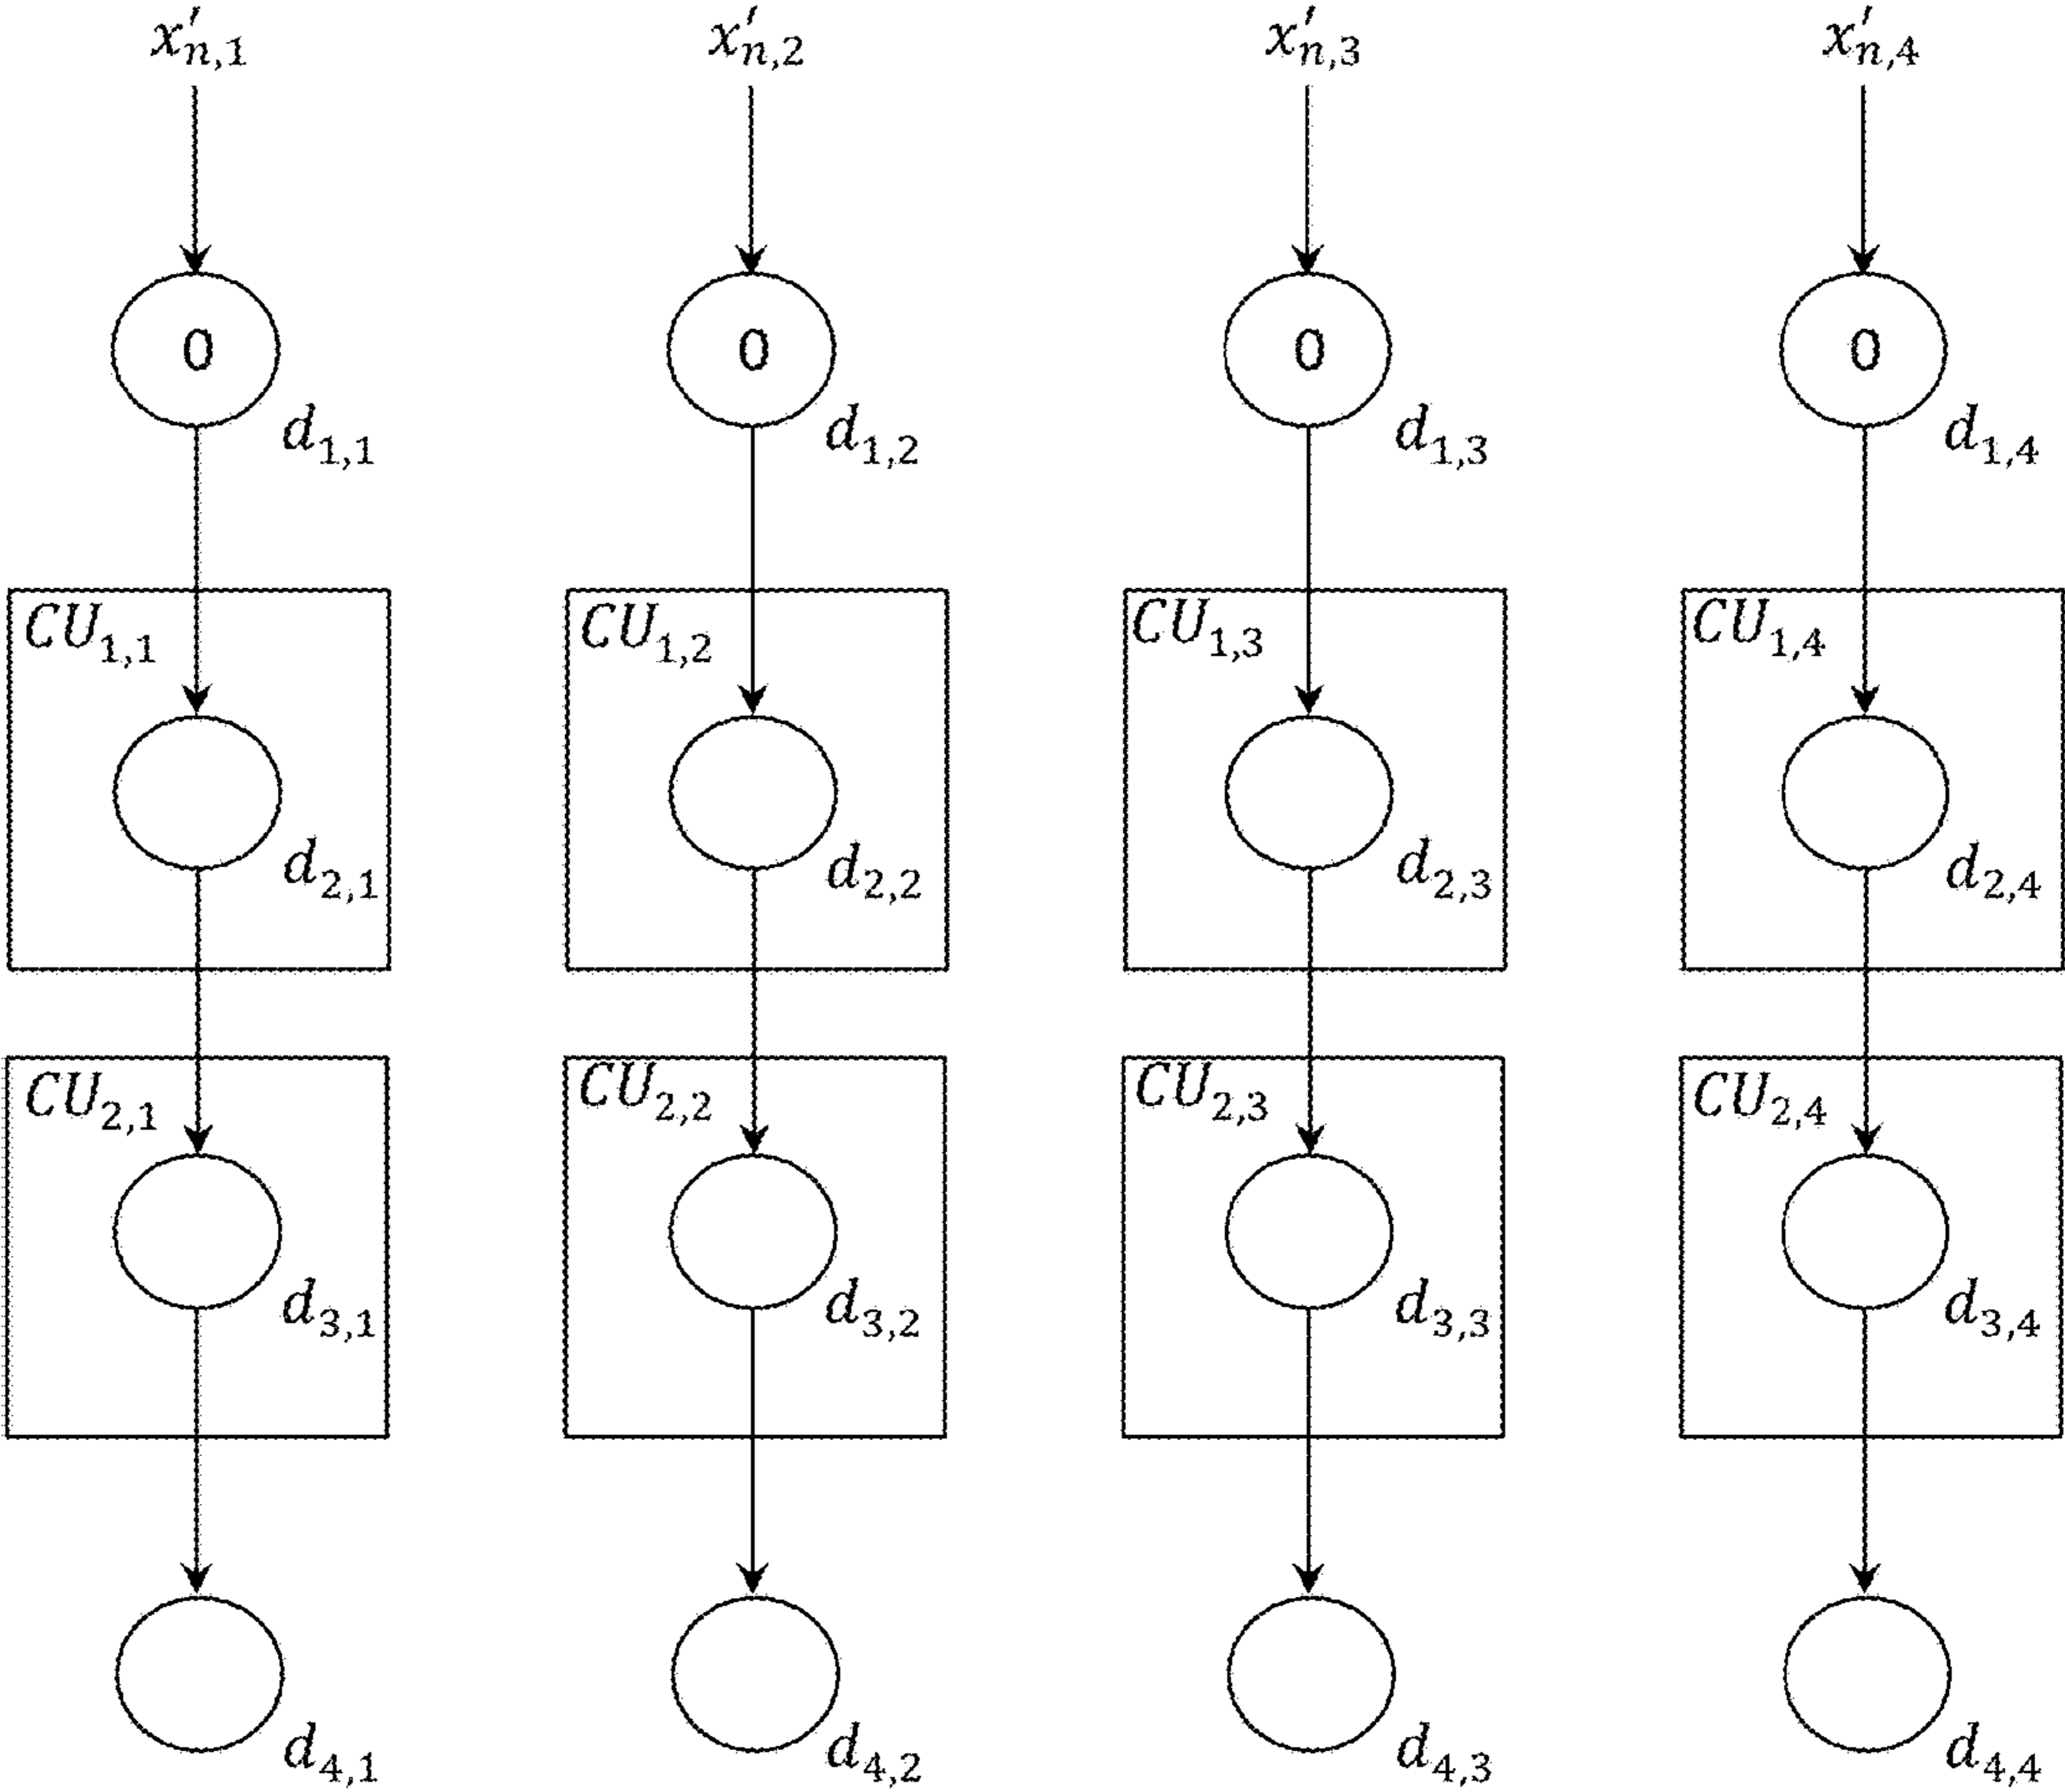 x′n,1 x′n,2 x′n,3 x′n,4
0 0 0 0
d1,1 d1,2 d1,3 d1,4
CU1,1 CU1,2 CU1,3 CU1,4
d2,1 d2,2 d2,3 d2,4
CU2,1 CU2,2 CU2,3 CU2,4
d3,1 d3,2 d3,3 d3,4
d4,1 d4,2 d4,3 d4,4